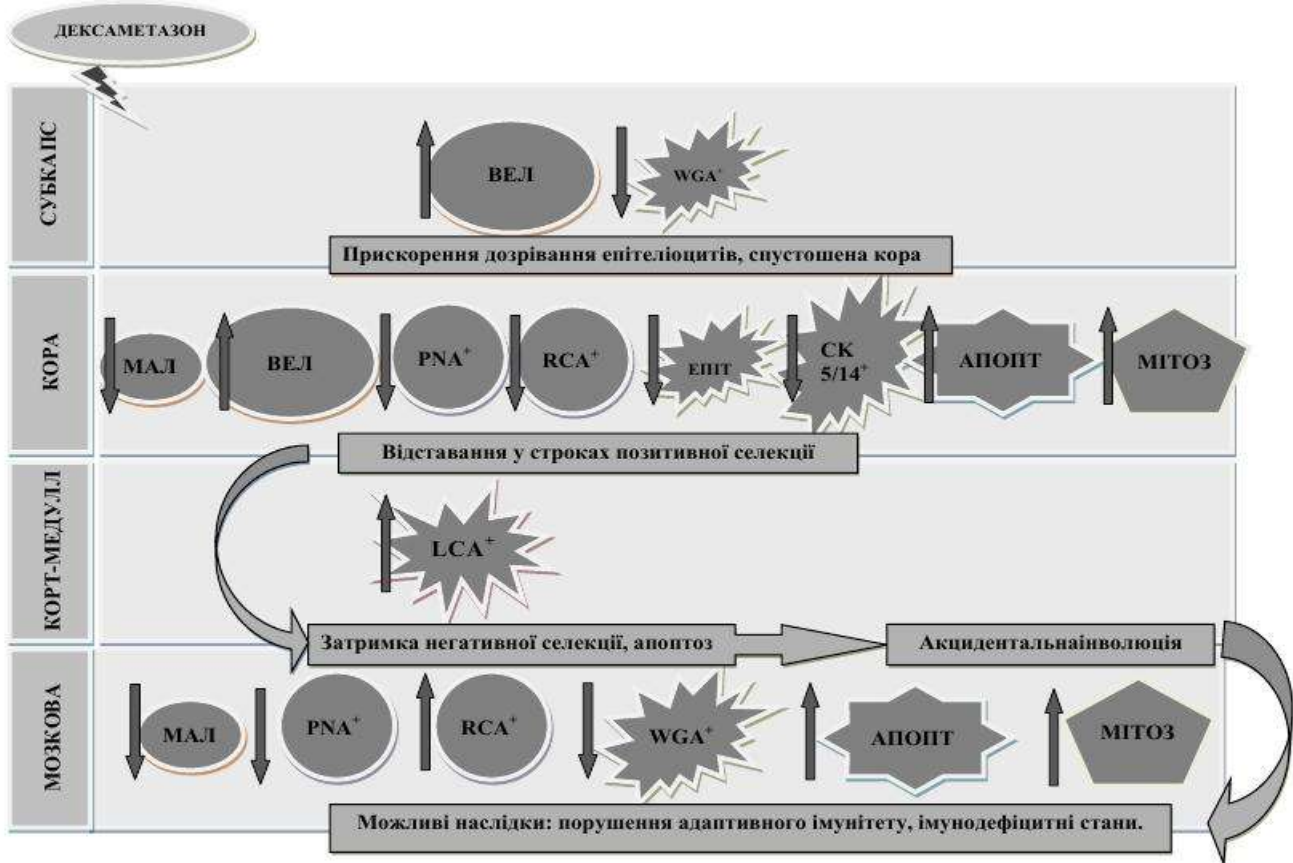 ДЕКСАМЕТАЗОН
СУБКАПС
ВЕЛ
WGA⁺
Прискорення дозрівання епітеліоцитів, спустошена кора
КОРА
МАЛ
ВЕЛ
PNA⁺
RCA⁺
ЕПІТ
СК
5/14⁺
АПОПТ
МІТОЗ
Відставання у строках позитивної селекції
КОРТ-МЕДУЛЛ
LCA⁺
Затримка негативної селекції, апоптоз
Акцидентальнаінволюція
МОЗКОВА
МАЛ
PNA⁺
RCA⁺
WGA⁺
АПОПТ
МІТОЗ
Можливі наслідки: порушення адаптивного імунітету, імунодефіцитні стани.